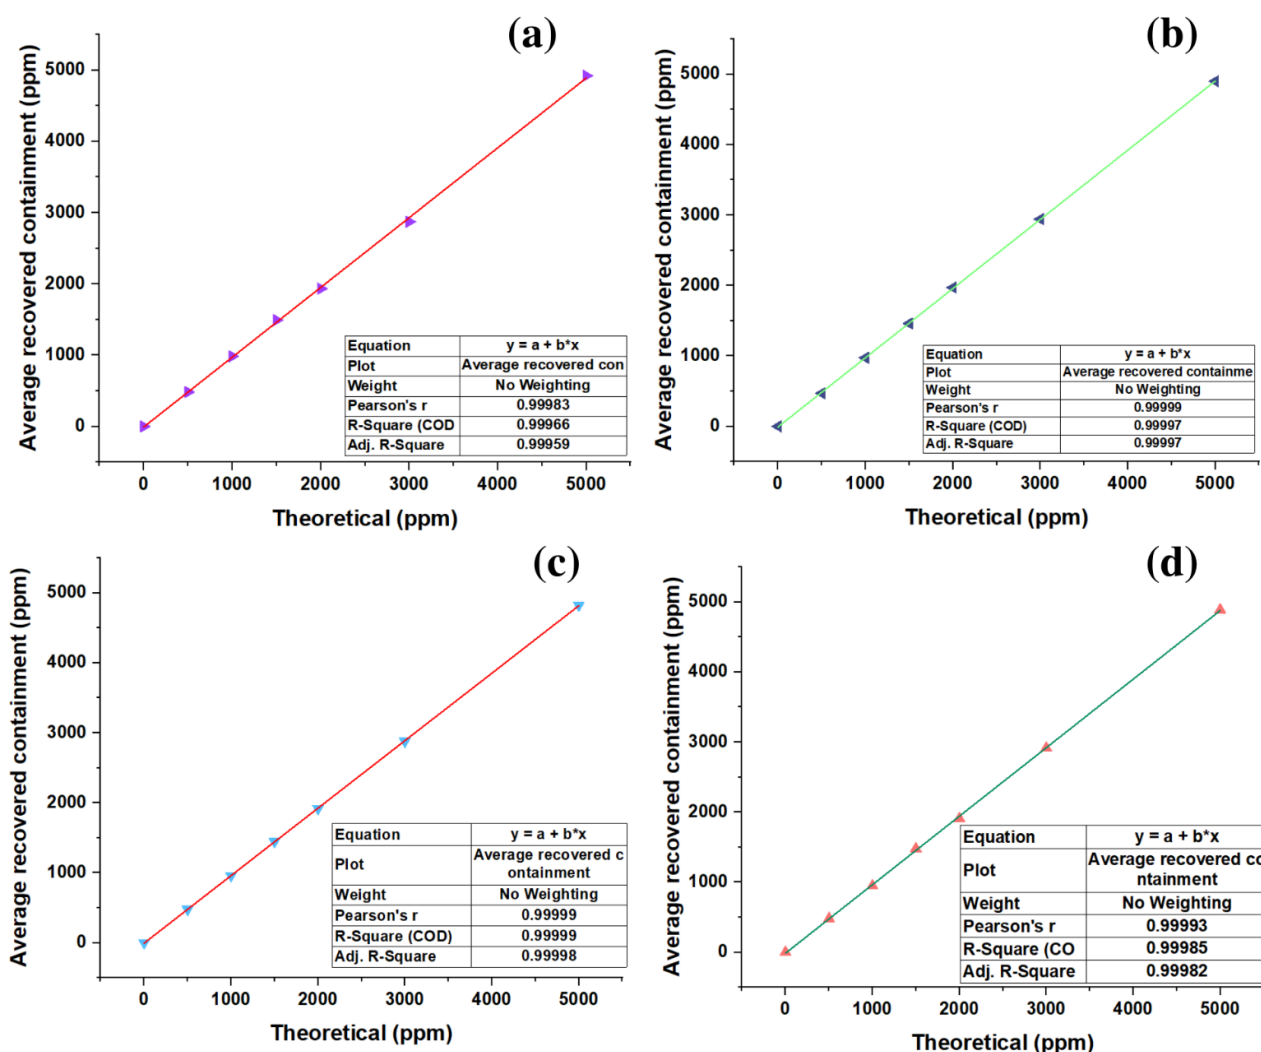 (a)
Average recovered containment (ppm)
5000
4000
3000
2000
1000
0
Equation y = a + b*x
Plot Average recovered con
Weight No Weighting
Pearson's r 0.99983
R-Square (COD 0.99966
Adj. R-Square 0.99959
0 1000 2000 3000 4000 5000
Theoretical (ppm)
(b)
Average recovered containment (ppm)
5000
4000
3000
2000
1000
0
Equation y = a + b*x
Plot Average recovered containme
Weight No Weighting
Pearson's r 0.99999
R-Square (COD) 0.99997
Adj. R-Square 0.99997
0 1000 2000 3000 4000 5000
Theoretical (ppm)
(c)
Average recovered containment (ppm)
5000
4000
3000
2000
1000
0
Equation y = a + b*x
Plot Average recovered c
ontainment
Weight No Weighting
Pearson's r 0.99999
R-Square (COD) 0.99999
Adj. R-Square 0.99998
0 1000 2000 3000 4000 5000
Theoretical (ppm)
(d)
Average recovered containment (ppm)
5000
4000
3000
2000
1000
0
Equation y = a + b*x
Plot Average recovered co
ntainment
Weight No Weighting
Pearson's r 0.99993
R-Square (CO 0.99985
Adj. R-Square 0.99982
0 1000 2000 3000 4000 5000
Theoretical (ppm)